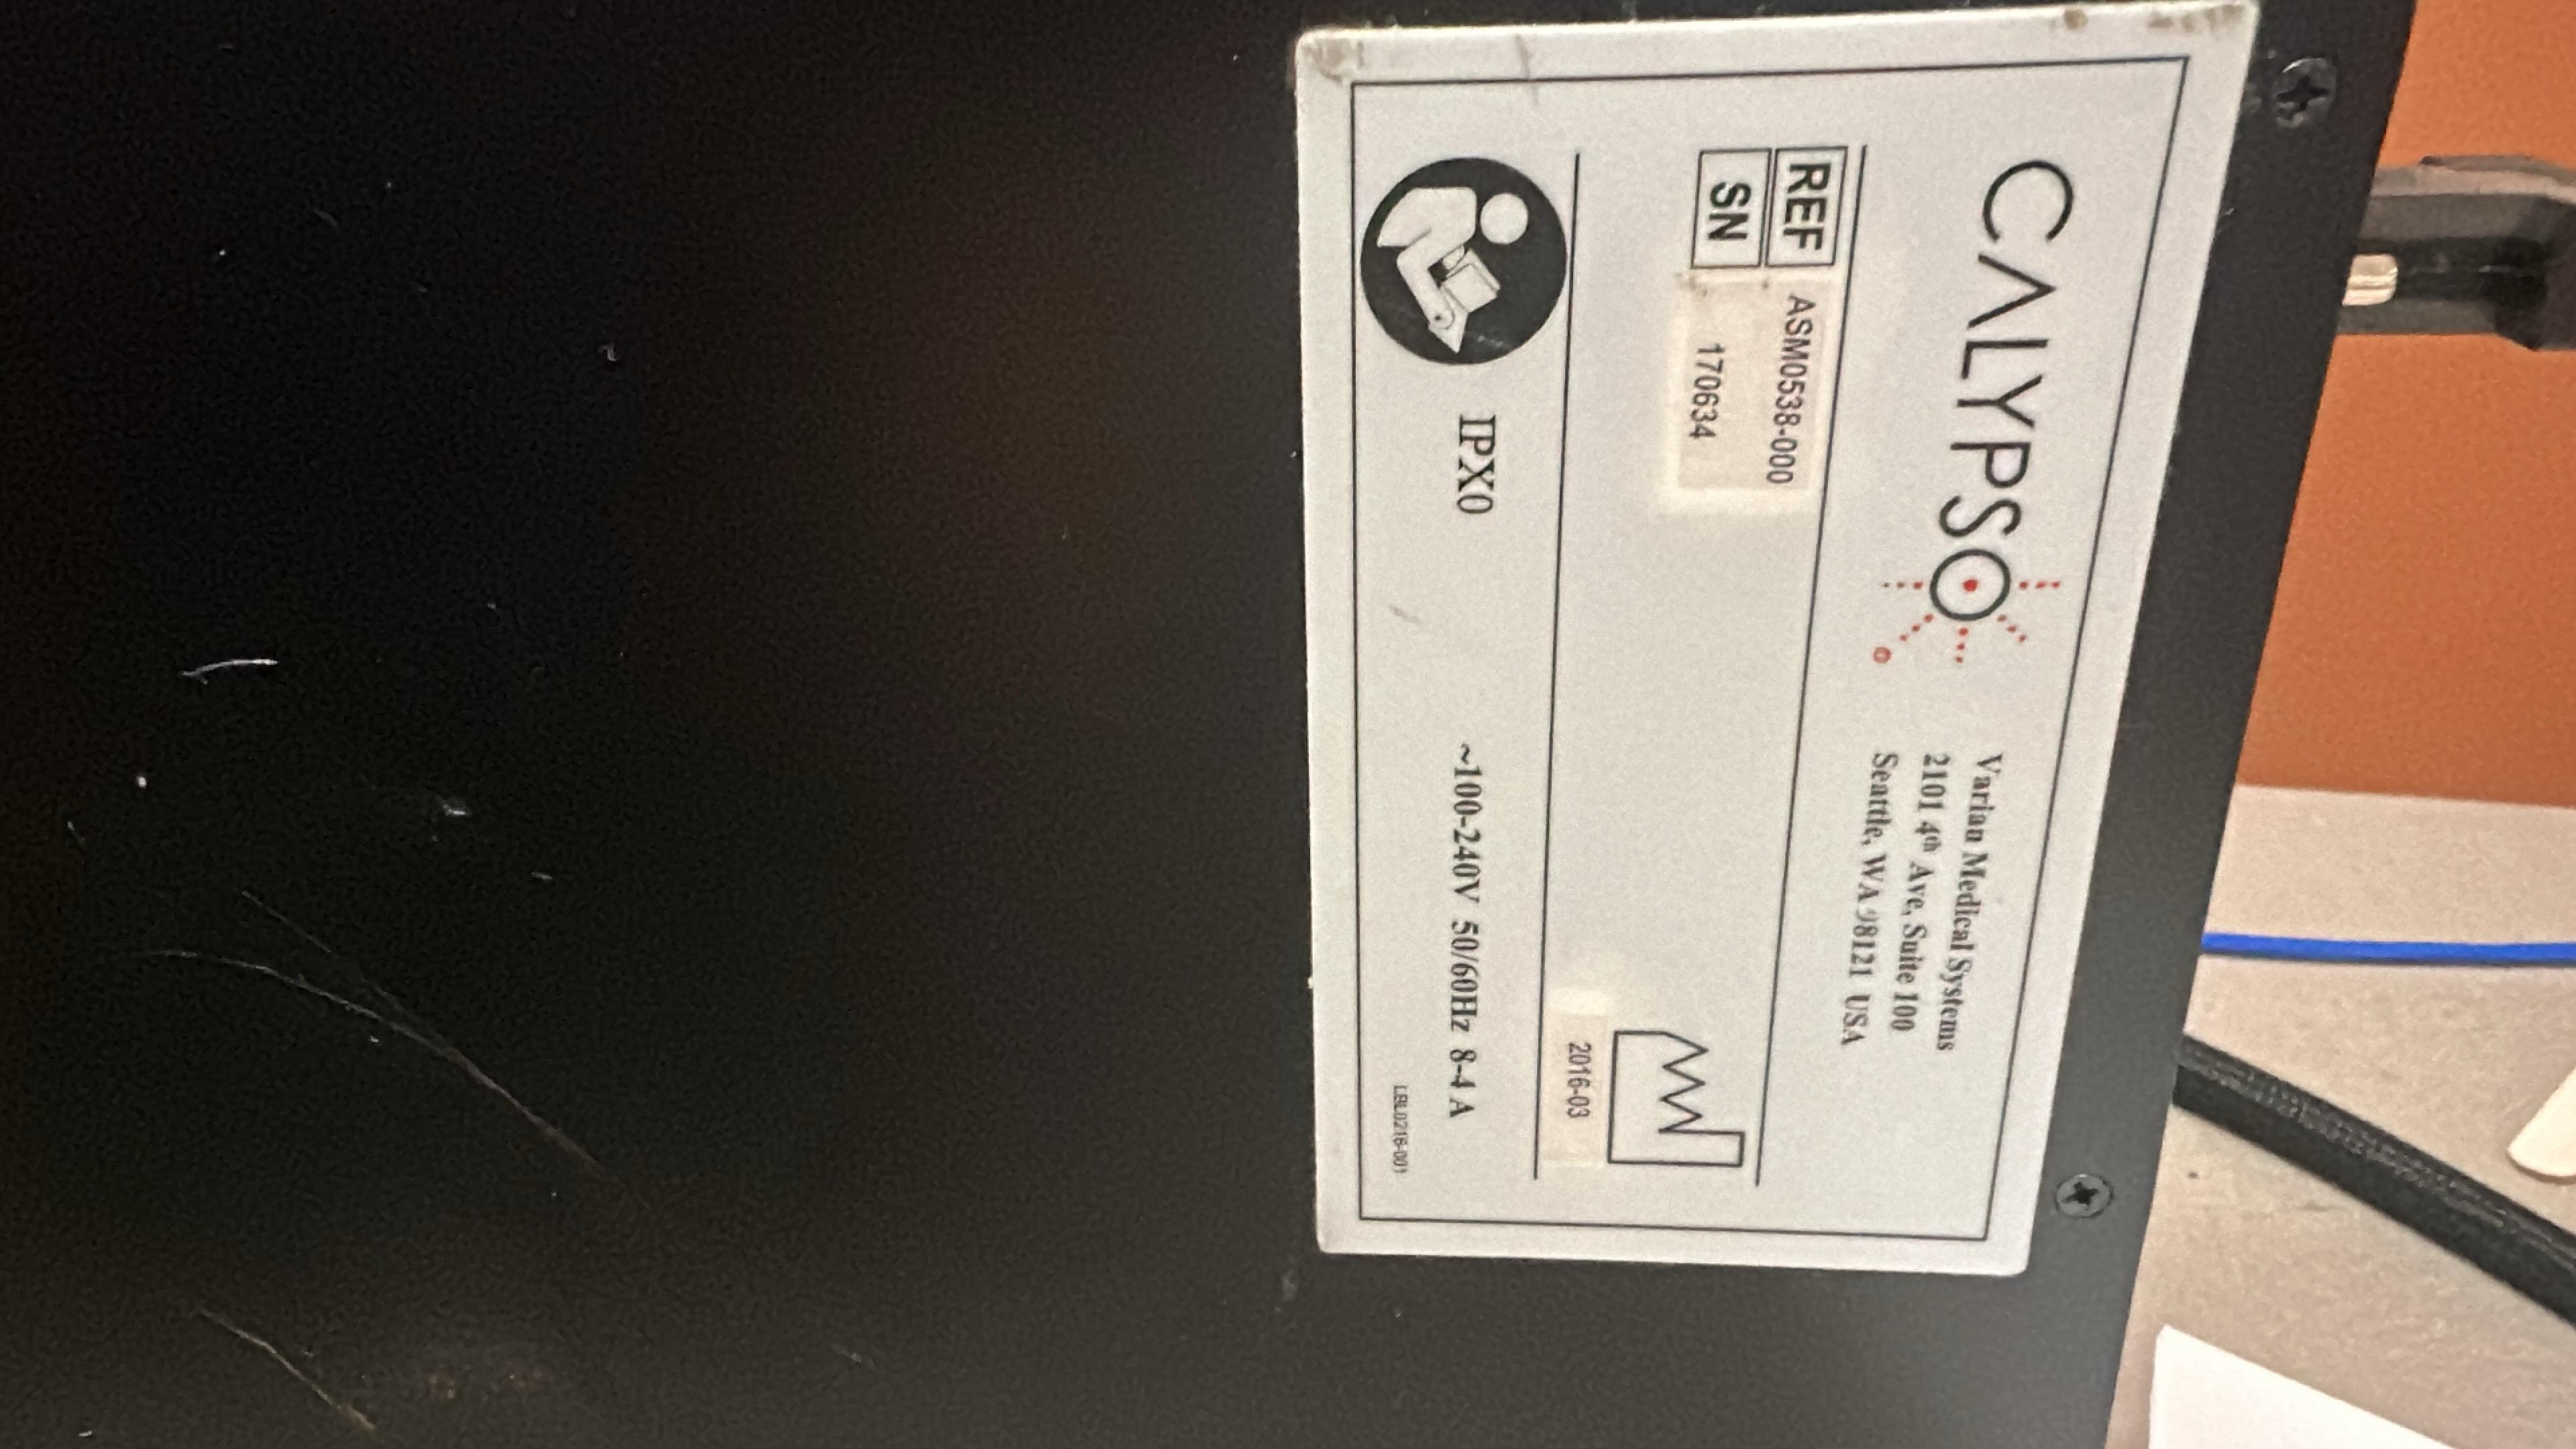 CALYPSO
Varian Medical Systems
2101 4th Ave, Suite 100
Seattle, WA 98121 USA
REF ASM0538-000
SN 170634
2016-03
IPX0 ~100-240V 50/60Hz 8-4 A
LBL0216-001